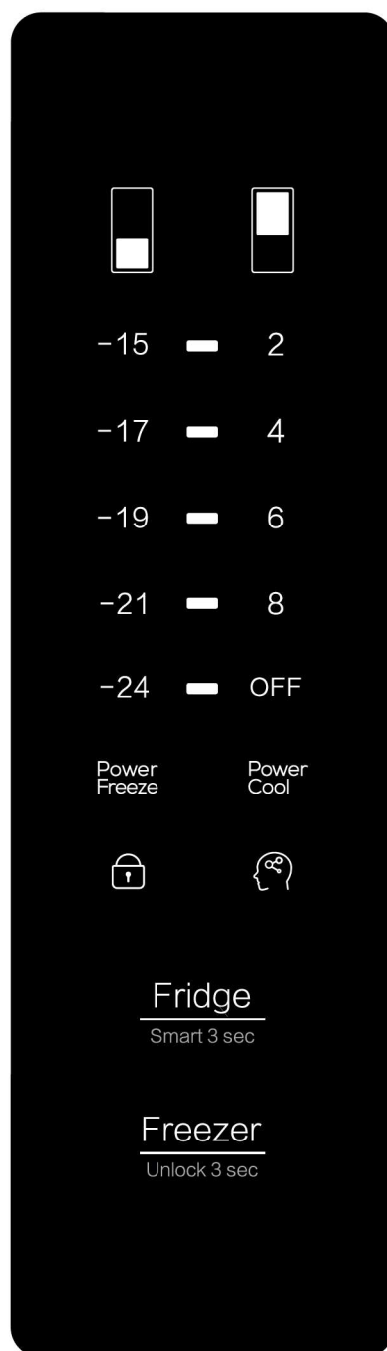 -15 2
-17 4
-19 6
-21 8
-24 OFF
Power Power
Freeze Cool
Fridge
Smart 3 sec
Freezer
Unlock 3 sec